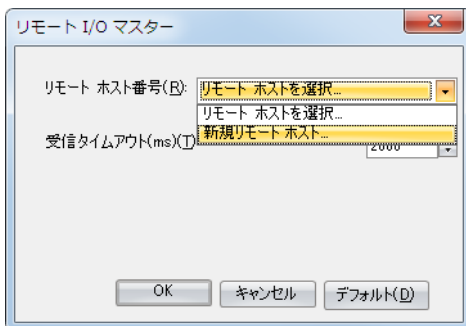 リモート I/O マスター
リモート ホスト番号(R): リモート ホストを選択...
リモート ホストを選択...
新規リモート ホスト...
受信タイムアウト(ms)(T) 2000
OK キャンセル デフォルト(D)